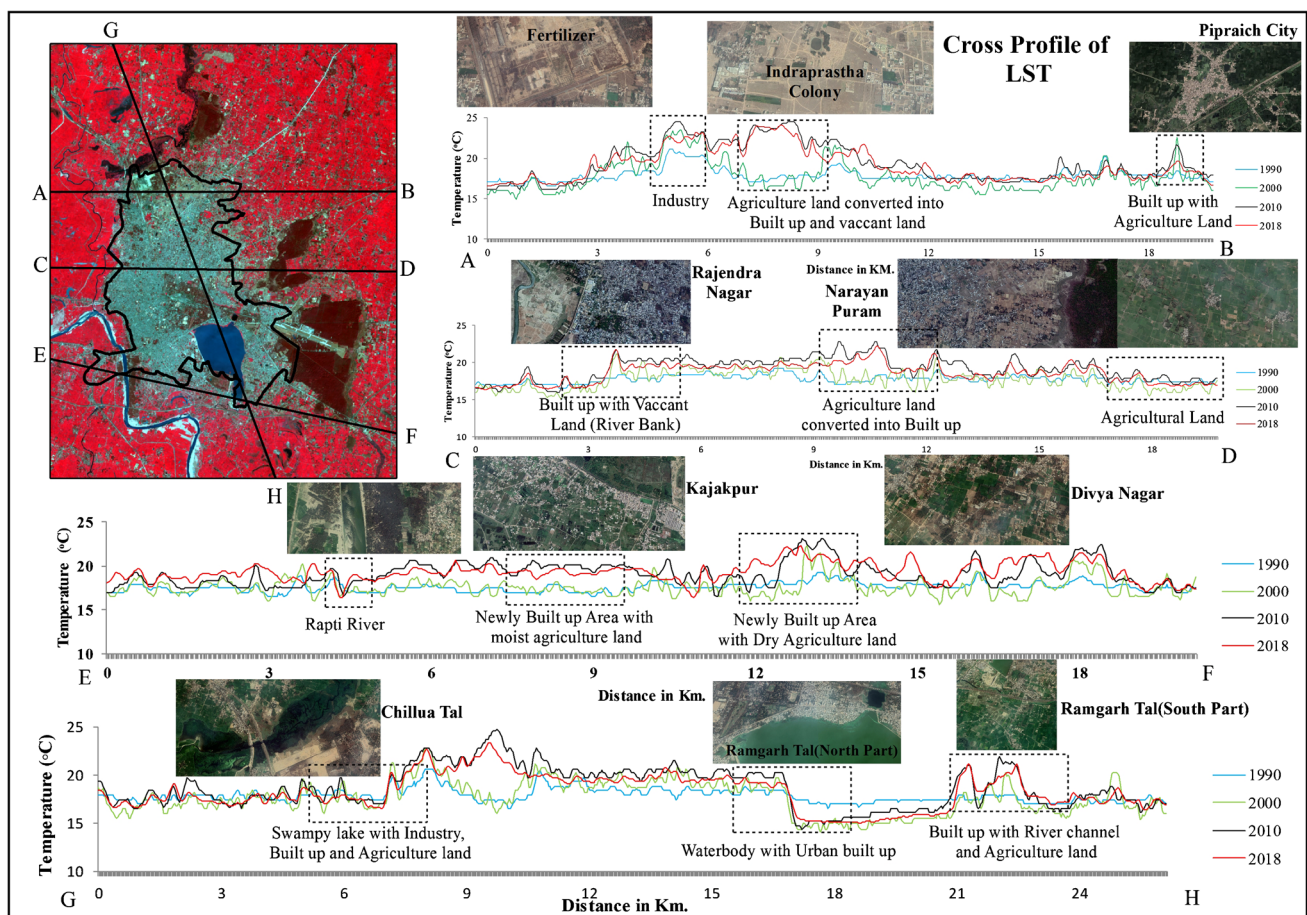 G
A
B
C
D
E
F
H
Cross Profile of
LST
Fertilizer
Indraprastha
Colony
Pipraich City
Temperature (°C)
25
20
15
10
Industry
Agriculture land converted into
Built up and vaccant land
Built up with
Agriculture Land
1990
2000
2010
2018
A
0
3
6
9
12
15
18
B
Distance in KM.
Rajendra
Nagar
Narayan
Puram
Temperature (°C)
25
20
15
10
Built up with Vaccant
Land (River Bank)
Agriculture land
converted into Built up
Agricultural Land
1990
2000
2010
2018
0
3
6
9
12
15
18
C
Distance in Km.
D
Kajakpur
Divya Nagar
Temperature (°C)
25
20
15
10
Rapti River
Newly Built up Area with
moist agriculture land
Newly Built up Area
with Dry Agriculture land
1990
2000
2010
2018
0
3
6
9
12
15
18
E
Distance in Km.
F
Chillua Tal
Ramgarh Tal(North Part)
Ramgarh Tal(South Part)
Temperature (°C)
25
20
15
10
Swampy lake with Industry,
Built up and Agriculture land
Waterbody with Urban built up
Built up with River channel
and Agriculture land
1990
2000
2010
2018
0
3
6
9
12
15
18
21
24
G
Distance in Km.
H